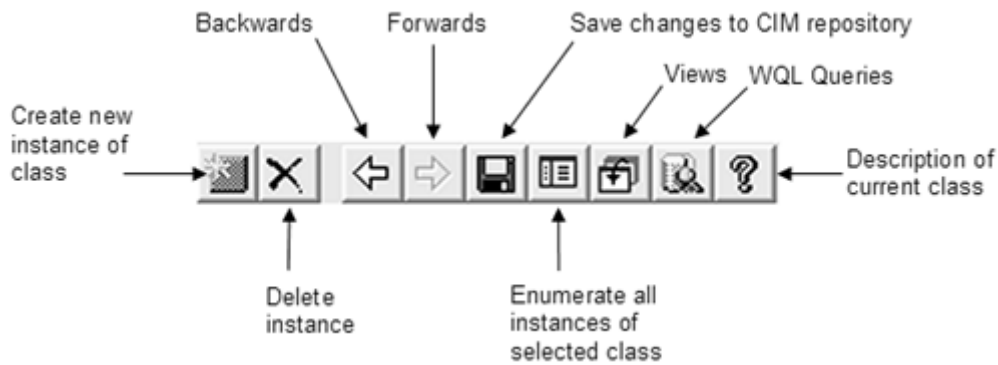 Backwards
Forwards
Save changes to CIM repository
Views
WQL Queries
Create new
instance of
class
Description of
current class
Delete
instance
Enumerate all
instances of
selected class